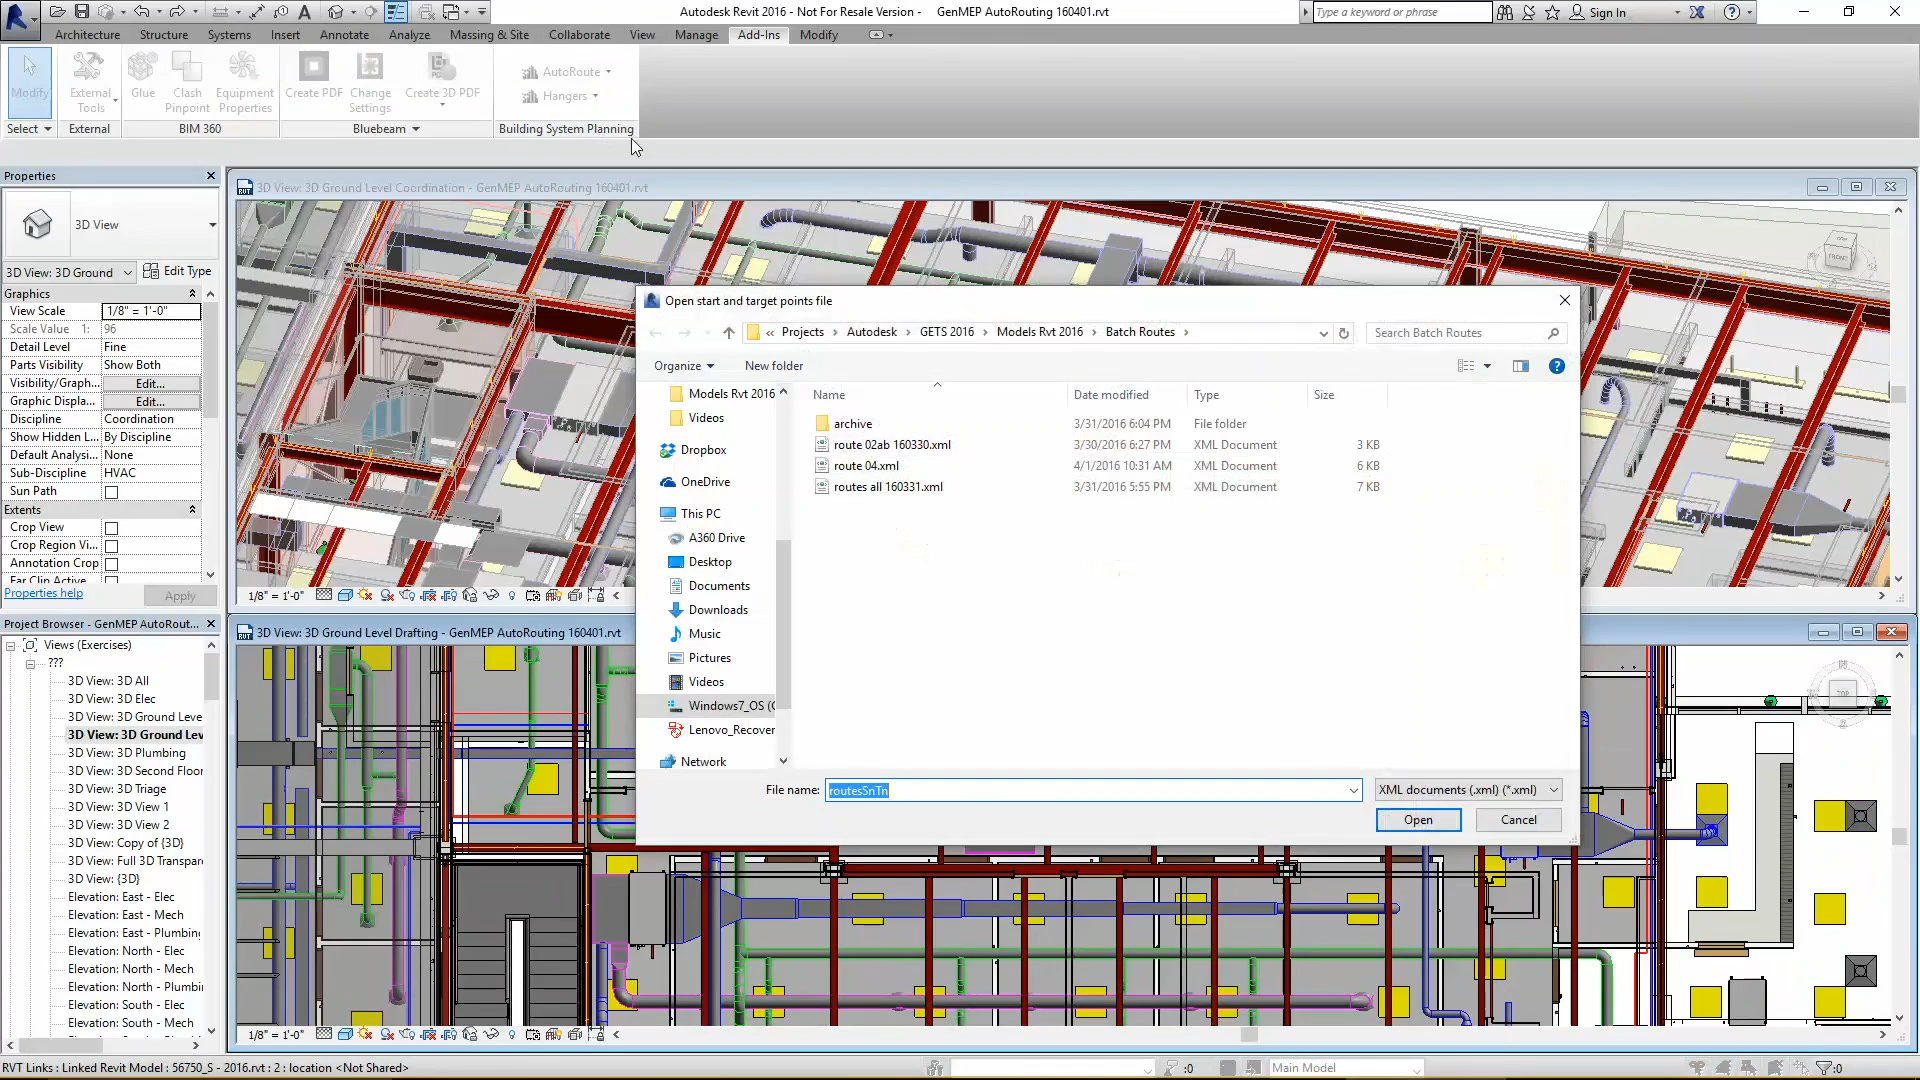 Autodesk Revit 2016 - Not For Resale Version - GenMEP AutoRouting 160401.rvt
Type a keyword or phrase
Sign In
Architecture Structure Systems Insert Annotate Analyze Massing & Site Collaborate View Manage Add-Ins Modify
Modify
External Tools
Glue
Clash Pinpoint
Equipment Properties
Create PDF
Change Settings
Create 3D PDF
AutoRoute
Hangers
Select
External
BIM 360
Bluebeam
Building System Planning
Properties
3D View
3D View: 3D Ground
Edit Type
Graphics
View Scale 1/8" = 1'-0"
Scale Value 1: 96
Detail Level Fine
Parts Visibility Show Both
Visibility/Graph... Edit...
Graphic Displa... Edit...
Discipline Coordination
Show Hidden L... By Discipline
Default Analysi... None
Sub-Discipline HVAC
Sun Path
Extents
Crop View
Crop Region Vi...
Annotation Crop
Far Clip Active
Properties help
Apply
Project Browser - GenMEP AutoRout...
Views (Exercises)
???
3D View: 3D All
3D View: 3D Elec
3D View: 3D Ground Leve
3D View: 3D Ground Lev
3D View: 3D Plumbing
3D View: 3D Second Floor
3D View: 3D Triage
3D View: 3D View 1
3D View: 3D View 2
3D View: Copy of {3D}
3D View: Full 3D Transpare
3D View: {3D}
Elevation: East - Elec
Elevation: East - Mech
Elevation: East - Plumbing
Elevation: North - Elec
Elevation: North - Mech
Elevation: North - Plumbi
Elevation: South - Elec
Elevation: South - Mech
3D View: 3D Ground Level Coordination - GenMEP AutoRouting 160401.rvt
FRONT
1/8" = 1'-0"
3D View: 3D Ground Level Drafting - GenMEP AutoRouting 160401.rvt
TOP
1/8" = 1'-0"
Open start and target points file
« Projects › Autodesk › GETS 2016 › Models Rvt 2016 › Batch Routes ›
Search Batch Routes
Organize
New folder
Models Rvt 2016
Videos
Dropbox
OneDrive
This PC
A360 Drive
Desktop
Documents
Downloads
Music
Pictures
Videos
Windows7_OS (C
Lenovo_Recover
Network
Name Date modified Type Size
archive 3/31/2016 6:04 PM File folder
route 02ab 160330.xml 3/30/2016 6:27 PM XML Document 3 KB
route 04.xml 4/1/2016 10:31 AM XML Document 6 KB
routes all 160331.xml 3/31/2016 5:55 PM XML Document 7 KB
File name: routesSnTn
XML documents (.xml) (*.xml)
Open
Cancel
RVT Links : Linked Revit Model : 56750_S - 2016.rvt : 2 : location <Not Shared>
:0
Main Model
:0